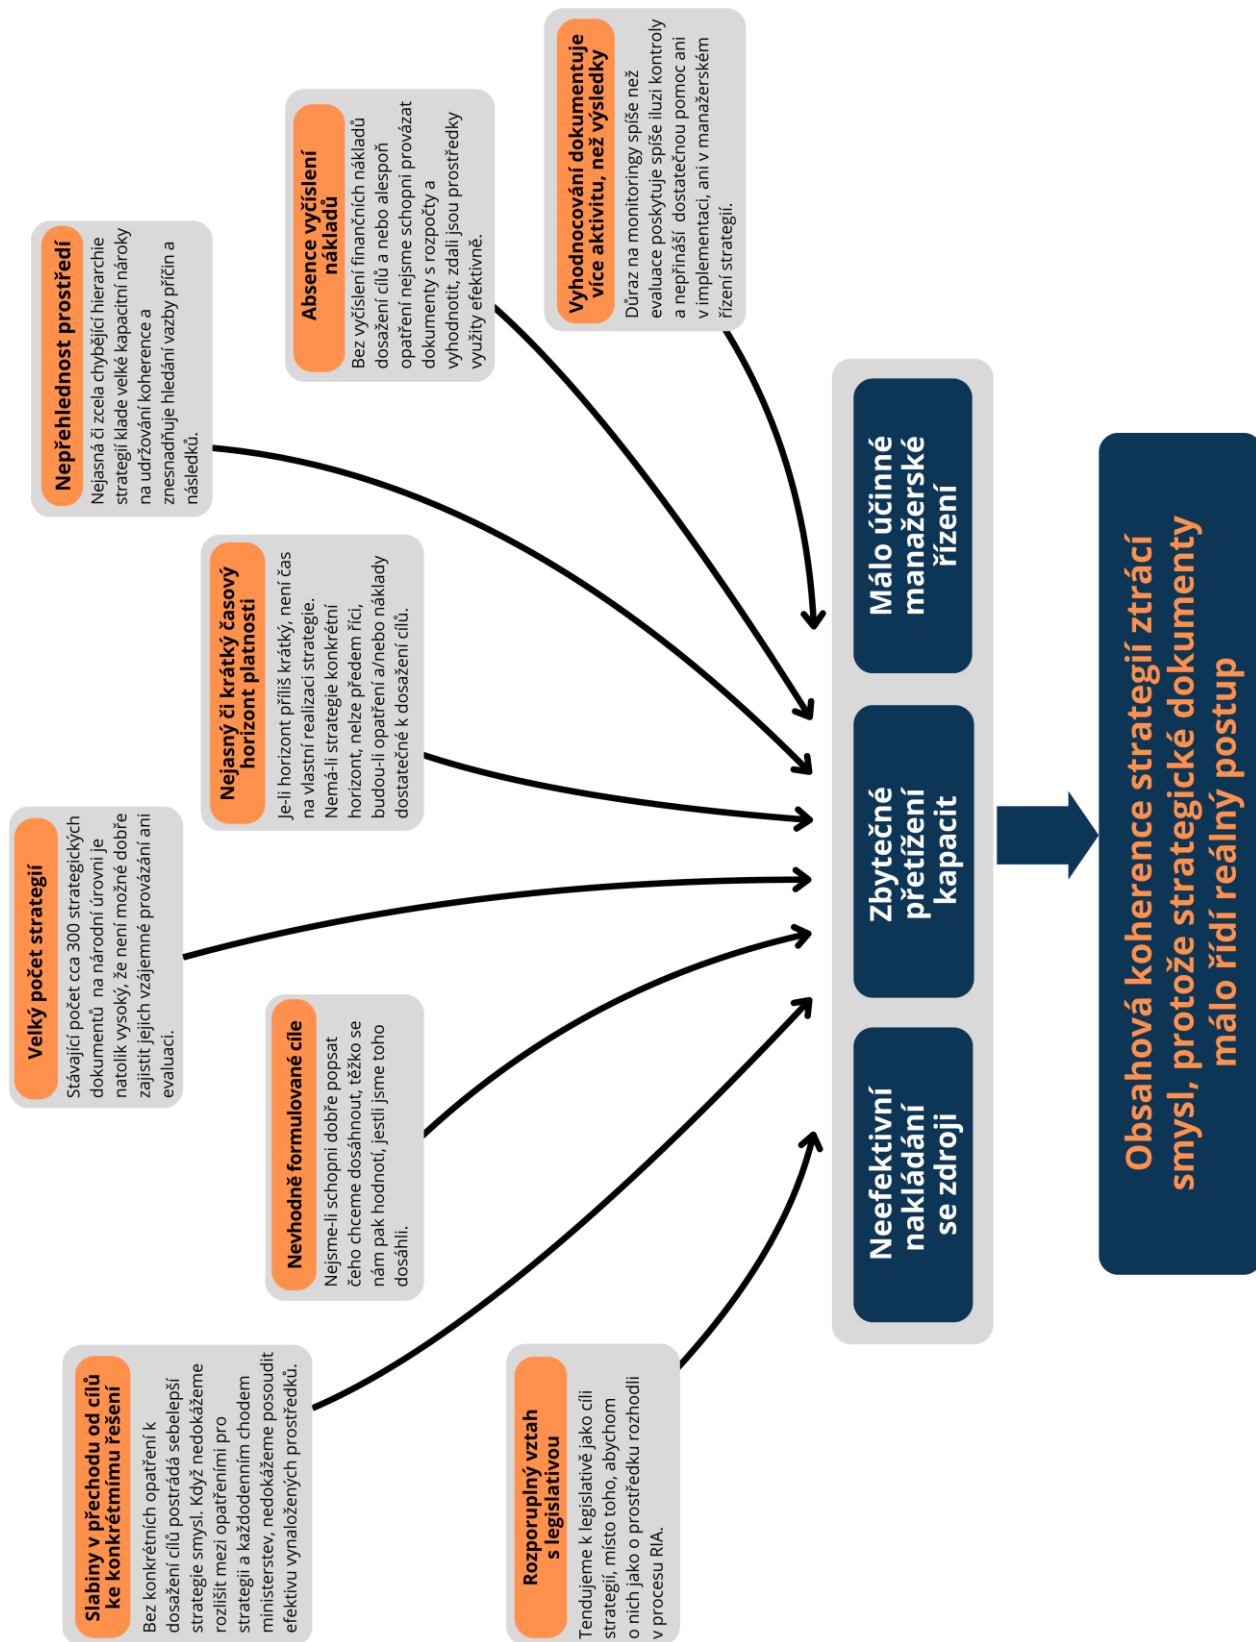 Rozporuplný vztah
s legislativou
Tendujeme k legislativě jako cíli
strategií, místo toho, abychom
o nich jako o prostředku rozhodli
v procesu RIA.
Slabiny v přechodu od cílů
ke konkrétmímu řešení
Bez konkrétních opatření k
dosažení cílů postrádá sebelepší
strategie smysl. Když nedokážeme
rozlišit mezi opatřeními pro
strategii a každodenním chodem
ministerstev, nedokážeme posoudit
efektivu vynaložených prostředků.
Nevhodně formulované cíle
Nejsme-li schopni dobře popsat
čeho chceme dosáhnout, těžko se
nám pak hodnotí, jestli jsme toho
dosáhli.
Velký počet strategií
Stávající počet cca 300 strategických
dokumentů na národní úrovni je
natolik vysoký, že není možné dobře
zajistit jejich vzájemné provázání ani
evaluaci.
Nejasný či krátký časový
horizont platnosti
Je-li horizont příliš krátký, není čas
na vlastní realizaci strategie.
Nemá-li strategie konkrétní
horizont, nelze předem říci,
budou-li opatření a/nebo náklady
dostatečné k dosažení cílů.
Nepřehlednost prostředí
Nejasná či zcela chybějící hierarchie
strategií klade velké kapacitní nároky
na udržování koherence a
znesnadňuje hledání vazby příčin a
následků.
Absence vyčíslení
nákladů
Bez vyčíslení finančních nákladů
dosažení cílů a nebo alespoň
opatření nejsme schopni provázat
dokumenty s rozpočty a
vyhodnotit, zdali jsou prostředky
využity efektivně.
Vyhodnocování dokumentuje
více aktivitu, než výsledky
Důraz na monitoringy spíše než
evaluace poskytuje spíše iluzi kontroly
a nepřináší dostatečnou pomoc ani
v implementaci, ani v manažerském
řízení strategií.
Neefektivní
nakládání
se zdroji
Zbytečné
přetížení
kapacit
Málo účinné
manažerské
řízení
Obsahová koherence strategií ztrácí
smysl, protože strategické dokumenty
málo řídí reálný postup